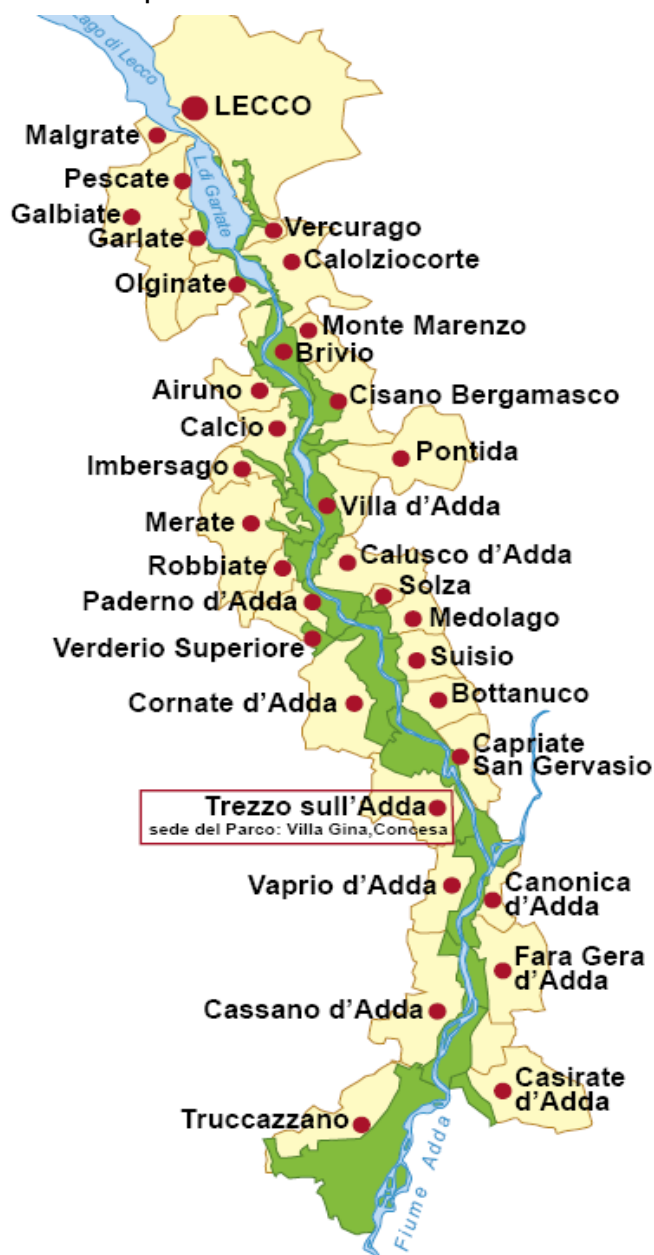 ago di Lecco
LECCO
Malgrate
Pescate
L.di Garlate
Galbiate
Garlate
Vercurago
Calolziocorte
Olginate
Monte Marenzo
Brivio
Airuno
Cisano Bergamasco
Calcio
Pontida
Imbersago
Villa d’Adda
Merate
Calusco d’Adda
Robbiate
Solza
Paderno d’Adda
Medolago
Verderio Superiore
Suisio
Bottanuco
Cornate d’Adda
Capriate
San Gervasio
Trezzo sull’Adda
sede del Parco: Villa Gina,Concesa
Vaprio d’Adda
Canonica
d’Adda
Fara Gera
d’Adda
Cassano d’Adda
Casirate
d’Adda
Truccazzano
Fiume Adda